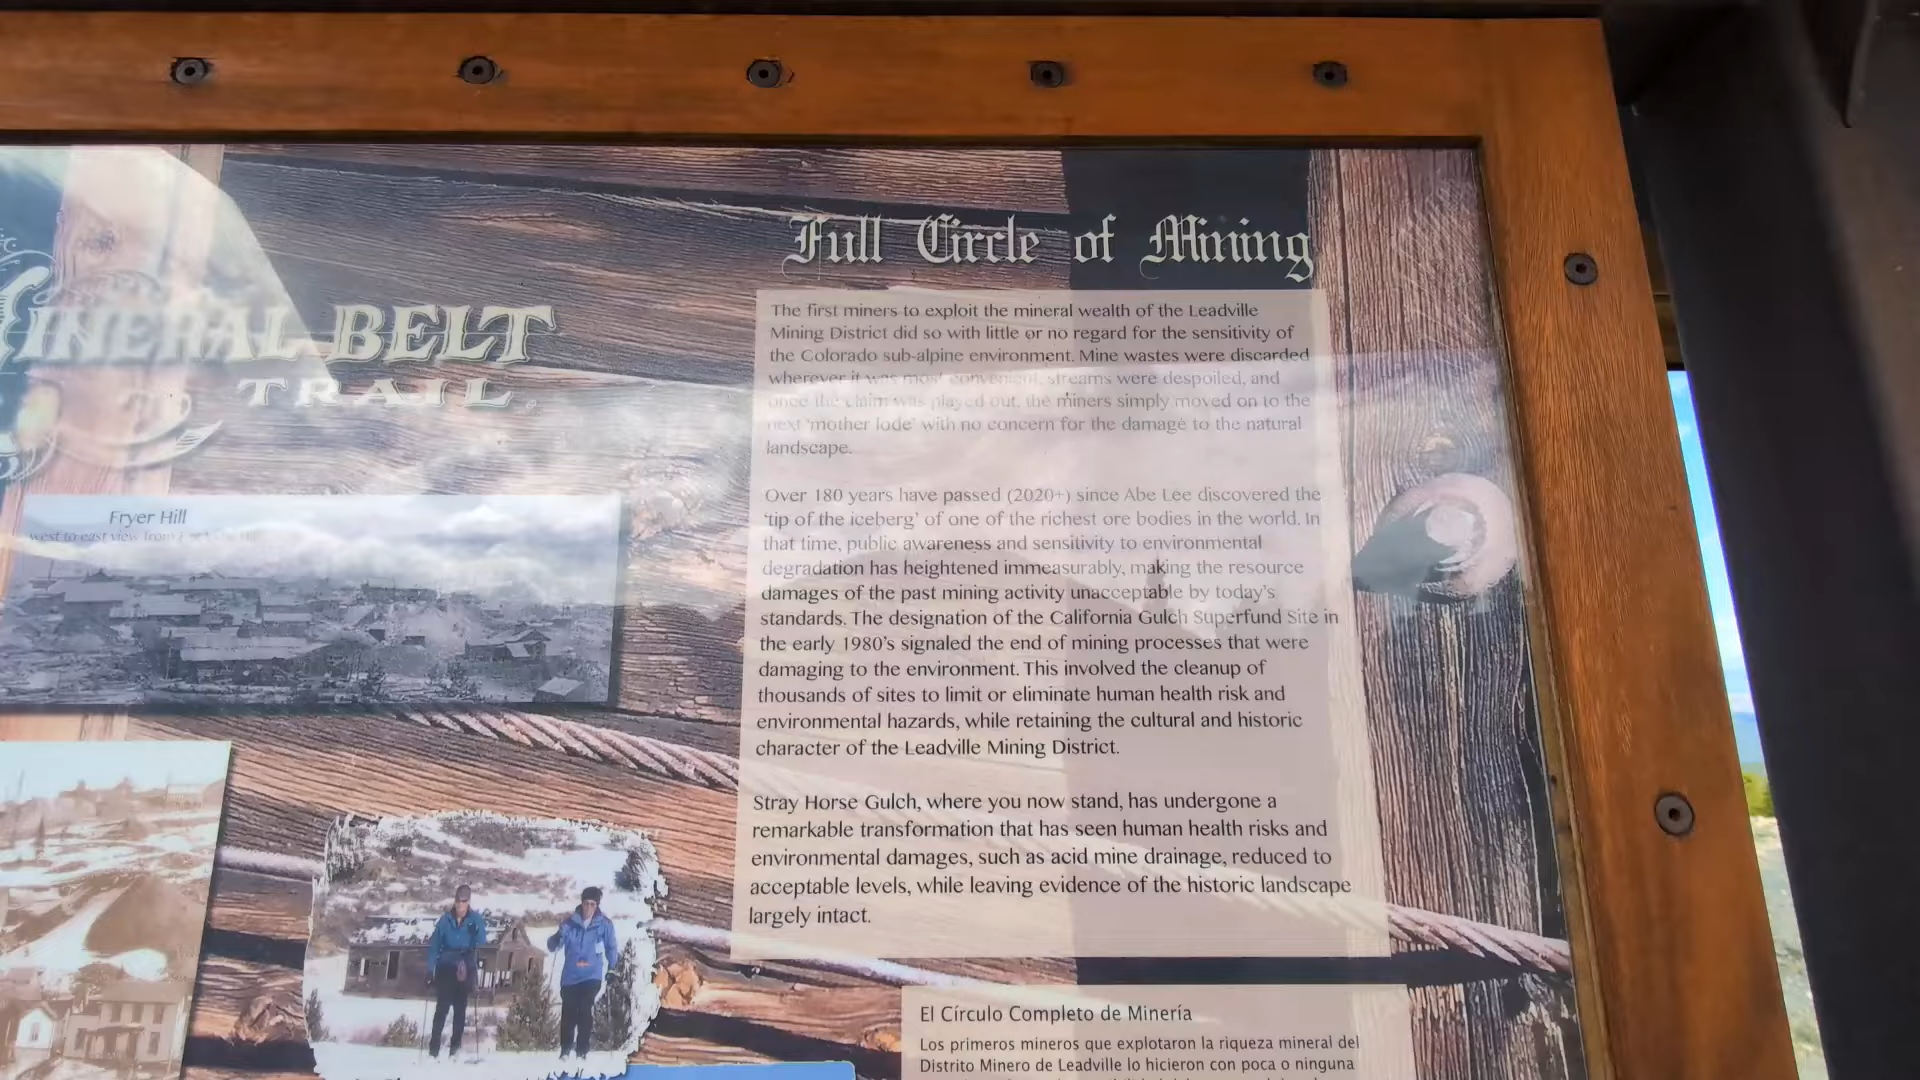 MINERAL BELT
TRAIL
Fryer Hill
west to east view from
Full Circle of Mining
The first miners to exploit the mineral wealth of the Leadville
Mining District did so with little or no regard for the sensitivity of
the Colorado sub-alpine environment. Mine wastes were discarded
wherever it was most convenient, streams were despoiled, and
once the claim was played out, the miners simply moved on to the
next 'mother lode' with no concern for the damage to the natural
landscape.
Over 180 years have passed (2020+) since Abe Lee discovered the
'tip of the iceberg' of one of the richest ore bodies in the world. In
that time, public awareness and sensitivity to environmental
degradation has heightened immeasurably, making the resource
damages of the past mining activity unacceptable by today's
standards. The designation of the California Gulch Superfund Site in
the early 1980's signaled the end of mining processes that were
damaging to the environment. This involved the cleanup of
thousands of sites to limit or eliminate human health risk and
environmental hazards, while retaining the cultural and historic
character of the Leadville Mining District.
Stray Horse Gulch, where you now stand, has undergone a
remarkable transformation that has seen human health risks and
environmental damages, such as acid mine drainage, reduced to
acceptable levels, while leaving evidence of the historic landscape
largely intact.
El Círculo Completo de Minería
Los primeros mineros que explotaron la riqueza mineral del
Distrito Minero de Leadville lo hicieron con poca o ninguna